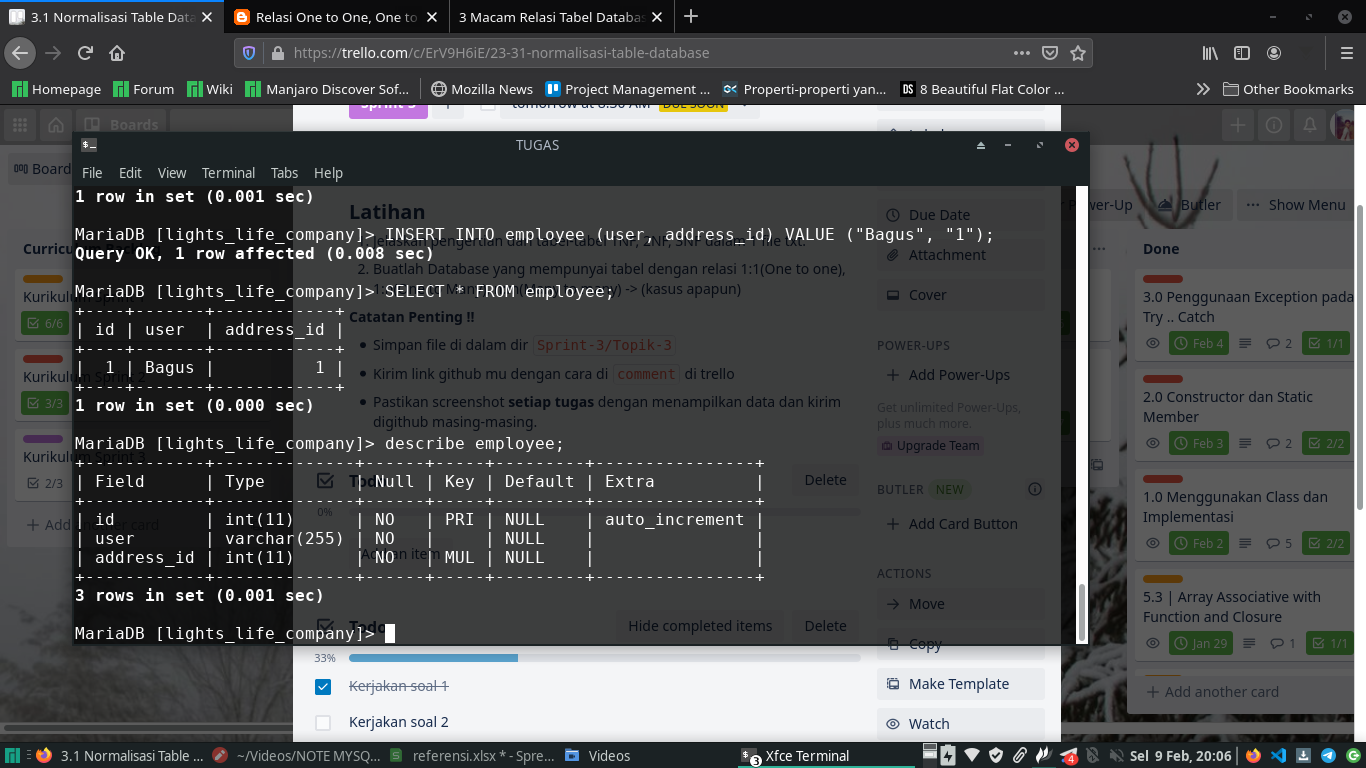 3.1 Normalisasi Table Data
Relasi One to One, One to
3 Macam Relasi Tabel Databa
https://trello.com/c/ErV9H6iE/23-31-normalisasi-table-database
Homepage
Forum
Wiki
Manjaro Discover Sof...
Mozilla News
Project Management ...
Properti-properti yan...
8 Beautiful Flat Color ...
Other Bookmarks
Boards
tomorrow at 8:30 AM
DUE SOON
TUGAS
File Edit View Terminal Tabs Help
1 row in set (0.001 sec)
MariaDB [lights_life_company]> INSERT INTO employee (user, address_id) VALUE ("Bagus", "1");
Query OK, 1 row affected (0.008 sec)
MariaDB [lights_life_company]> SELECT * FROM employee;
+----+-------+------------+
| id | user | address_id |
+----+-------+------------+
| 1 | Bagus | 1 |
+----+-------+------------+
1 row in set (0.000 sec)
MariaDB [lights_life_company]> describe employee;
+------------+--------------+------+-----+---------+----------------+
| Field | Type | Null | Key | Default | Extra |
+------------+--------------+------+-----+---------+----------------+
| id | int(11) | NO | PRI | NULL | auto_increment |
| user | varchar(255) | NO | | NULL | |
| address_id | int(11) | NO | MUL | NULL | |
+------------+--------------+------+-----+---------+----------------+
3 rows in set (0.001 sec)
MariaDB [lights_life_company]>
Latihan
2. Buatlah Database yang mempunyai tabel dengan relasi 1:1(One to one),
-> (kasus apapun)
Catatan Penting !!
Simpan file di dalam dir Sprint-3/Topik-3
Kirim link github mu dengan cara di comment di trello
Pastikan screenshot setiap tugas dengan menampilkan data dan kirim
digithub masing-masing.
Delete
0%
Hide completed items
Delete
33%
Kerjakan soal 1
Kerjakan soal 2
Due Date
Attachment
Cover
POWER-UPS
Add Power-Ups
Get unlimited Power-Ups,
plus much more.
Upgrade Team
BUTLER NEW
Add Card Button
ACTIONS
Move
Copy
Make Template
Watch
Board
6/6
3/3
2/3
Butler
Show Menu
Done
3.0 Penggunaan Exception pada
Try .. Catch
Feb 4
2
1/1
2.0 Constructor dan Static
Member
Feb 3
2
2/2
1.0 Menggunakan Class dan
Implementasi
Feb 2
5
2/2
5.3 | Array Associative with
Function and Closure
Jan 29
1
1/1
Add another card
3.1 Normalisasi Table ...
~/Videos/NOTE MYSQ...
referensi.xlsx * - Spre...
Videos
3
Xfce Terminal
4
Sel 9 Feb, 20:06